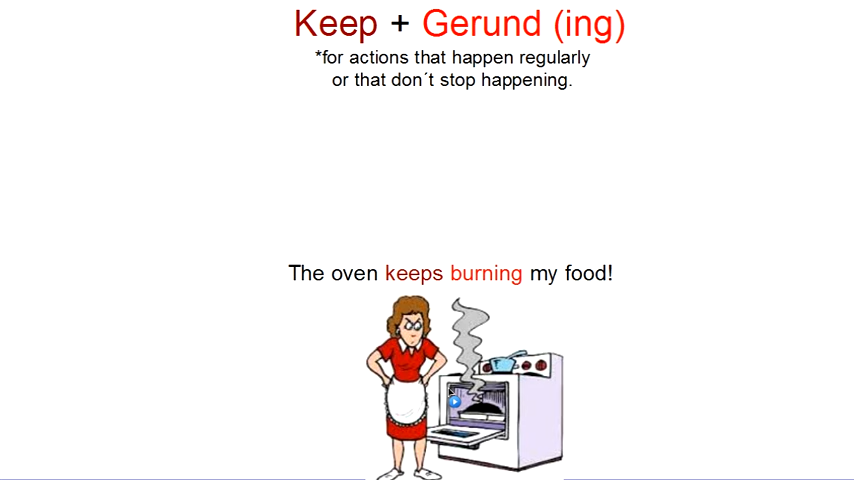 Keep + Gerund (ing)
*for actions that happen regularly
or that don´t stop happening.
The oven keeps burning my food!